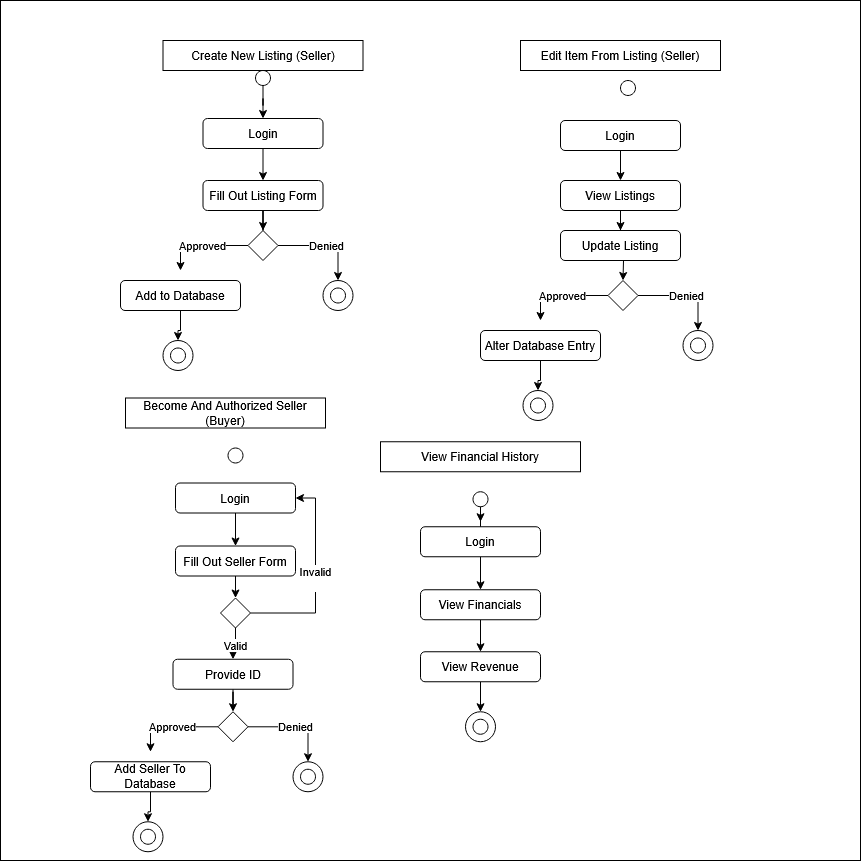 Create New Listing (Seller)
Login
Fill Out Listing Form
Approved
Denied
Add to Database
Edit Item From Listing (Seller)
Login
View Listings
Update Listing
Approved
Denied
Alter Database Entry
Become And Authorized Seller
(Buyer)
Login
Fill Out Seller Form
Invalid
Valid
Provide ID
Approved
Denied
Add Seller To
Database
View Financial History
Login
View Financials
View Revenue